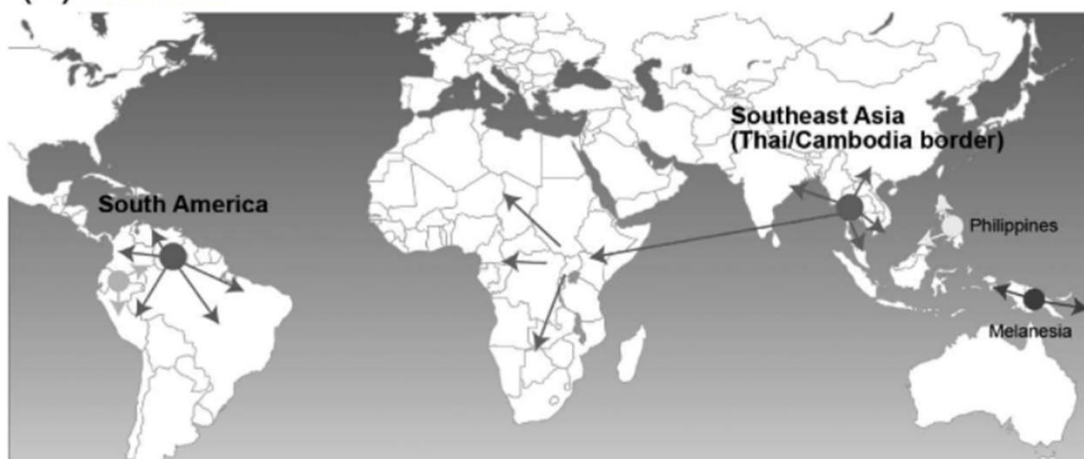 Southeast Asia
(Thai/Cambodia border)
South America
Philippines
Melanesia